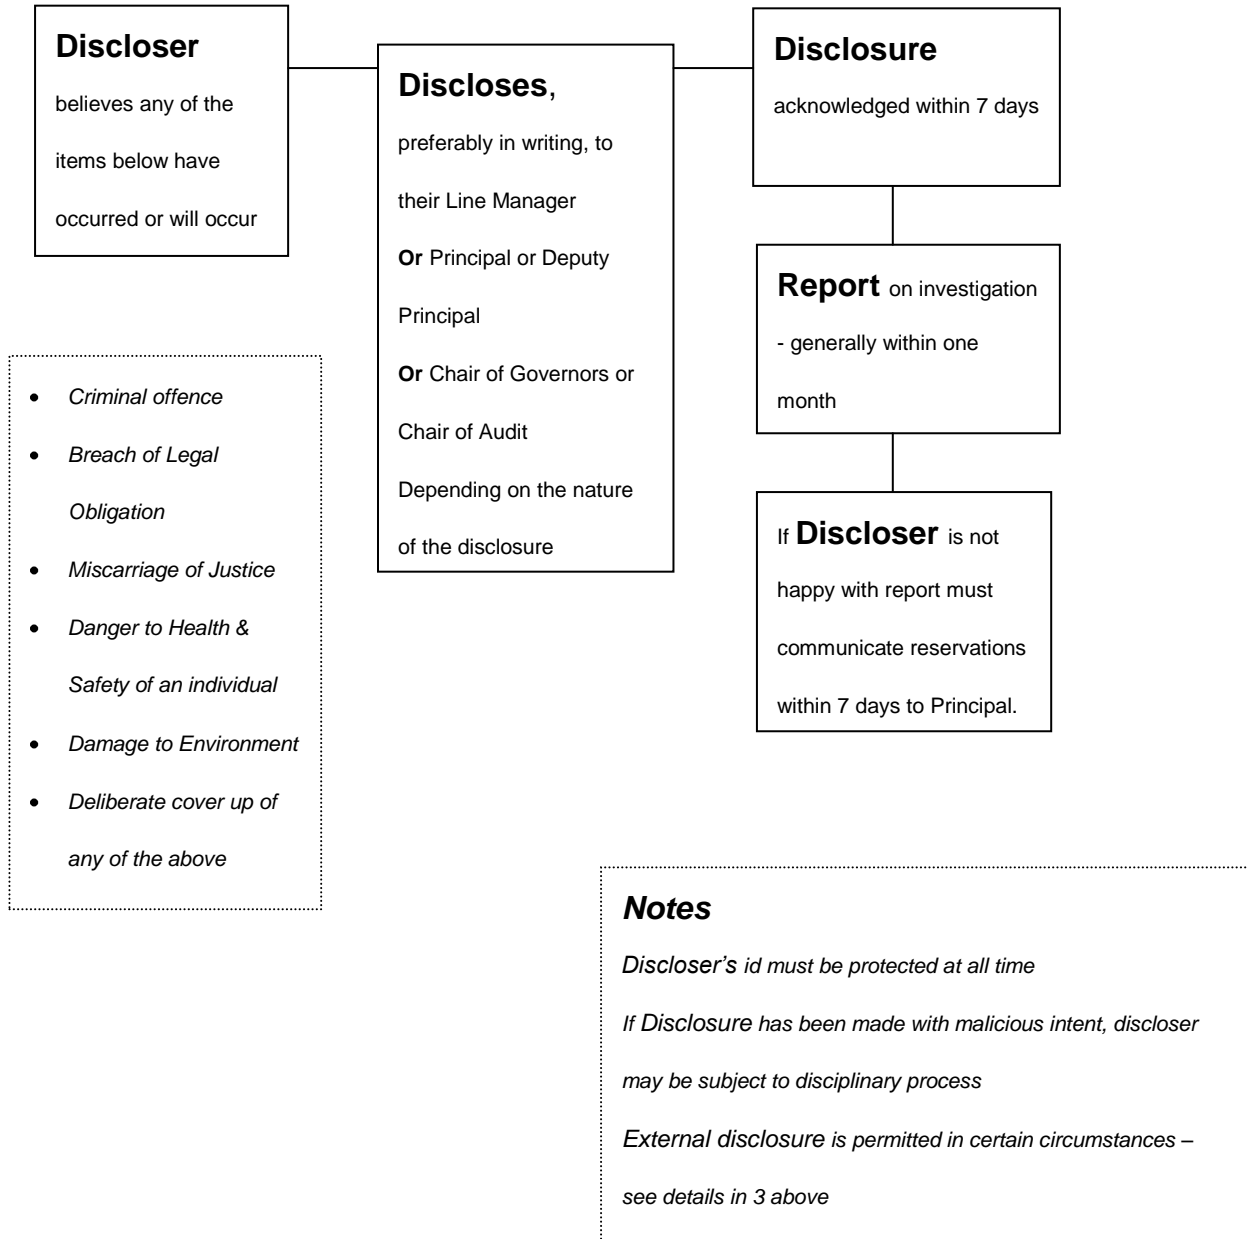 Discloser
believes any of the
items below have
occurred or will occur
Discloses,
preferably in writing, to
their Line Manager
Or Principal or Deputy
Principal
Or Chair of Governors or
Chair of Audit
Depending on the nature
of the disclosure
Disclosure
acknowledged within 7 days
Report on investigation
- generally within one
month
If Discloser is not
happy with report must
communicate reservations
within 7 days to Principal.
• Criminal offence
• Breach of Legal
Obligation
• Miscarriage of Justice
• Danger to Health &
Safety of an individual
• Damage to Environment
• Deliberate cover up of
any of the above
Notes
Discloser's id must be protected at all time
If Disclosure has been made with malicious intent, discloser
may be subject to disciplinary process
External disclosure is permitted in certain circumstances –
see details in 3 above